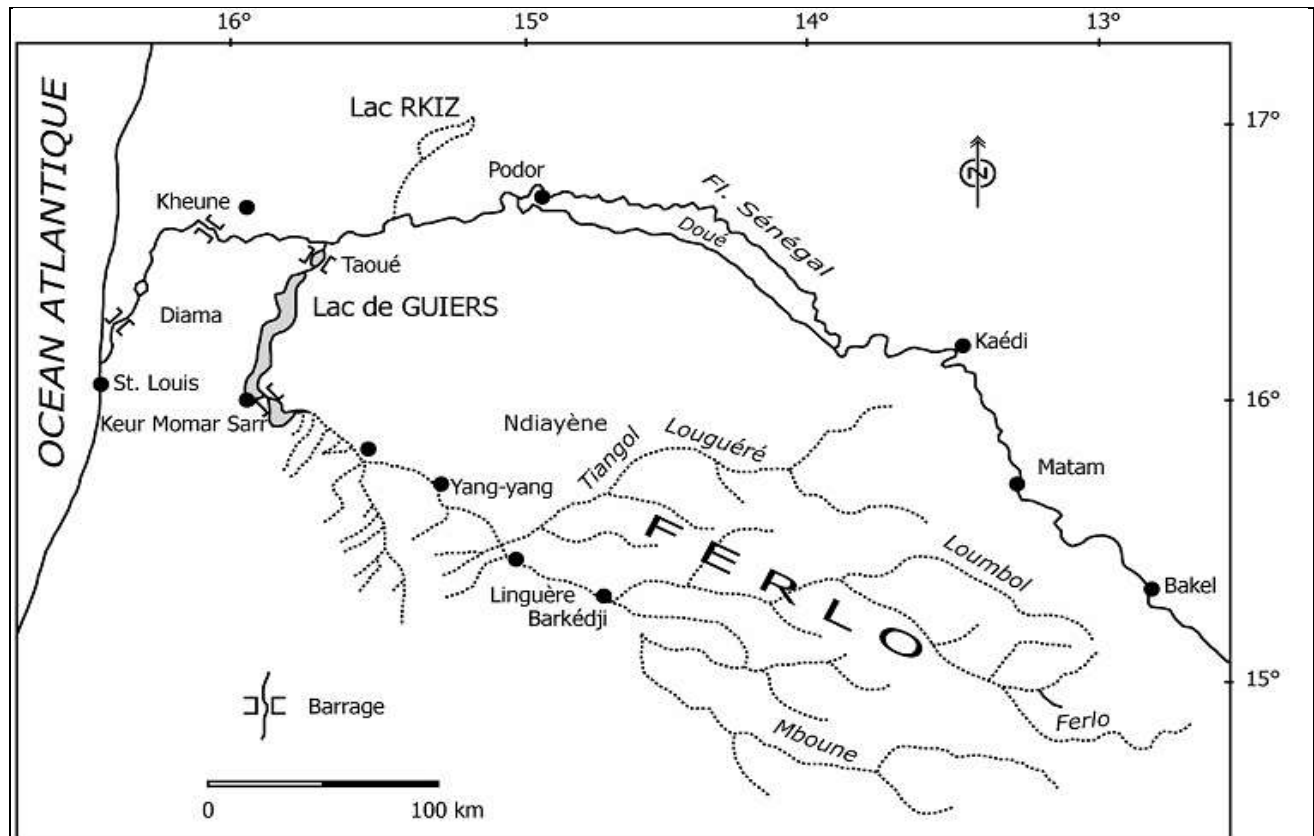 16° 15° 14° 13°
OCEAN ATLANTIQUE
Lac RKIZ
17°
N
Podor
Kheune
Fl. Sénégal
Doué
Taoué
Lac de GUIERS
Diama
Kaédi
St. Louis
16°
Keur Momar Sarr
Ndiayène
Tiangol
Louguéré
Matam
Yang-yang
FERLO
Loumbol
Linguère
Barkédji
Bakel
15°
Barrage
Mboune
Ferlo
0 100 km